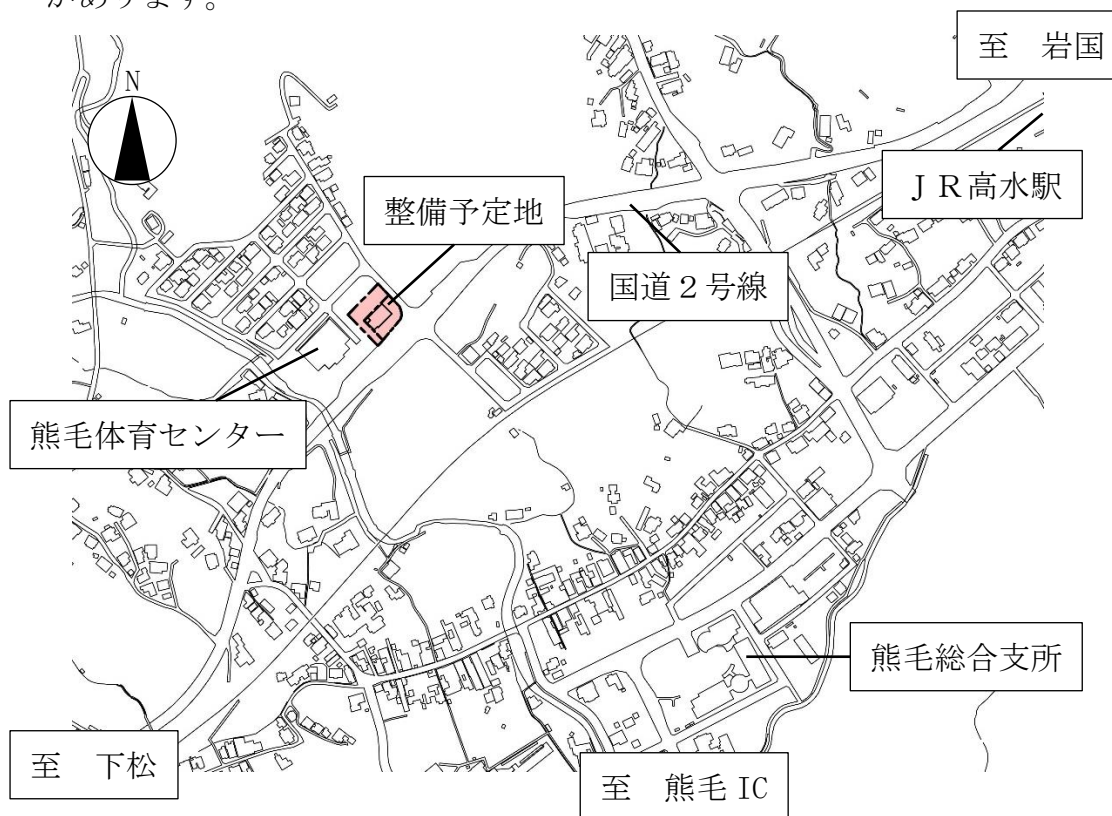 があります。
至　岩国
N
ＪＲ高水駅
整備予定地
国道２号線
熊毛体育センター
熊毛総合支所
至　下松
至　熊毛 IC